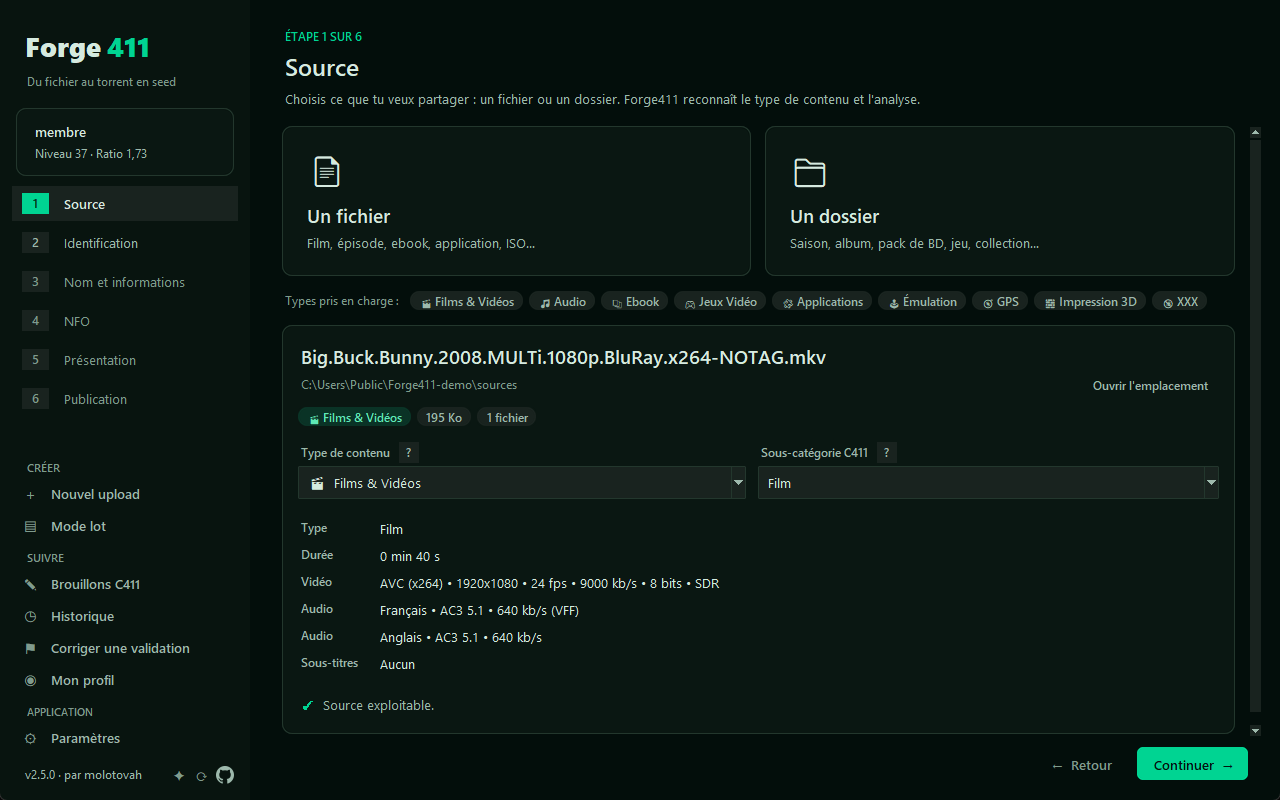 Forge 411
Du fichier au torrent en seed
membre
Niveau 37 · Ratio 1,73
1 Source
2 Identification
3 Nom et informations
4 NFO
5 Présentation
6 Publication
CRÉER
+ Nouvel upload
Mode lot
SUIVRE
Brouillons C411
Historique
Corriger une validation
Mon profil
APPLICATION
Paramètres
v2.5.0 · par molotovah
ÉTAPE 1 SUR 6
Source
Choisis ce que tu veux partager : un fichier ou un dossier. Forge411 reconnaît le type de contenu et l'analyse.
Un fichier
Film, épisode, ebook, application, ISO...
Un dossier
Saison, album, pack de BD, jeu, collection...
Types pris en charge : Films & Vidéos Audio Ebook Jeux Vidéo Applications Émulation GPS Impression 3D XXX
Big.Buck.Bunny.2008.MULTi.1080p.BluRay.x264-NOTAG.mkv
C:\Users\Public\Forge411-demo\sources
Ouvrir l'emplacement
Films & Vidéos 195 Ko 1 fichier
Type de contenu ?
Films & Vidéos
Sous-catégorie C411 ?
Film
Type Film
Durée 0 min 40 s
Vidéo AVC (x264) • 1920x1080 • 24 fps • 9000 kb/s • 8 bits • SDR
Audio Français • AC3 5.1 • 640 kb/s (VFF)
Audio Anglais • AC3 5.1 • 640 kb/s
Sous-titres Aucun
✓ Source exploitable.
← Retour
Continuer →